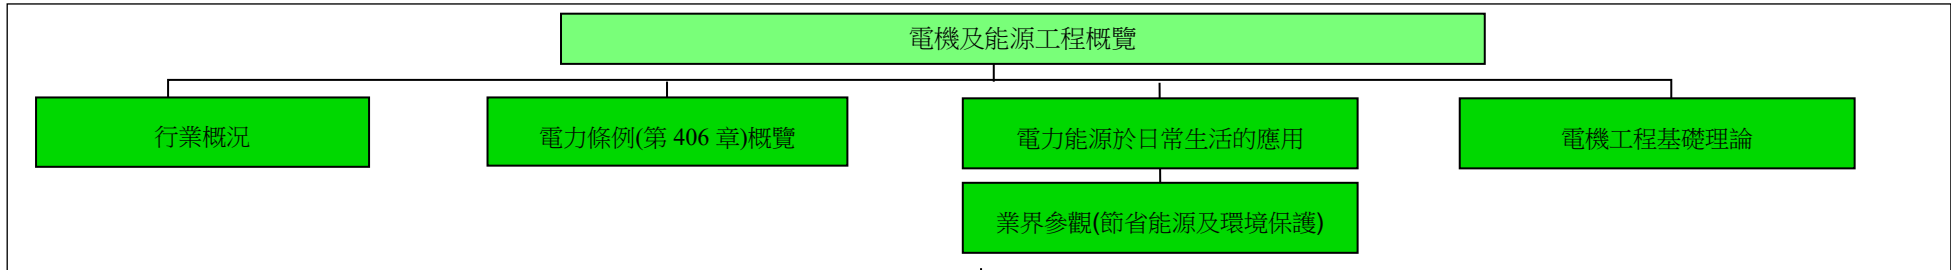 電機及能源工程概覽
行業概況
電力條例(第 406 章)概覽
電力能源於日常生活的應用
電機工程基礎理論
業界參觀(節省能源及環境保護)